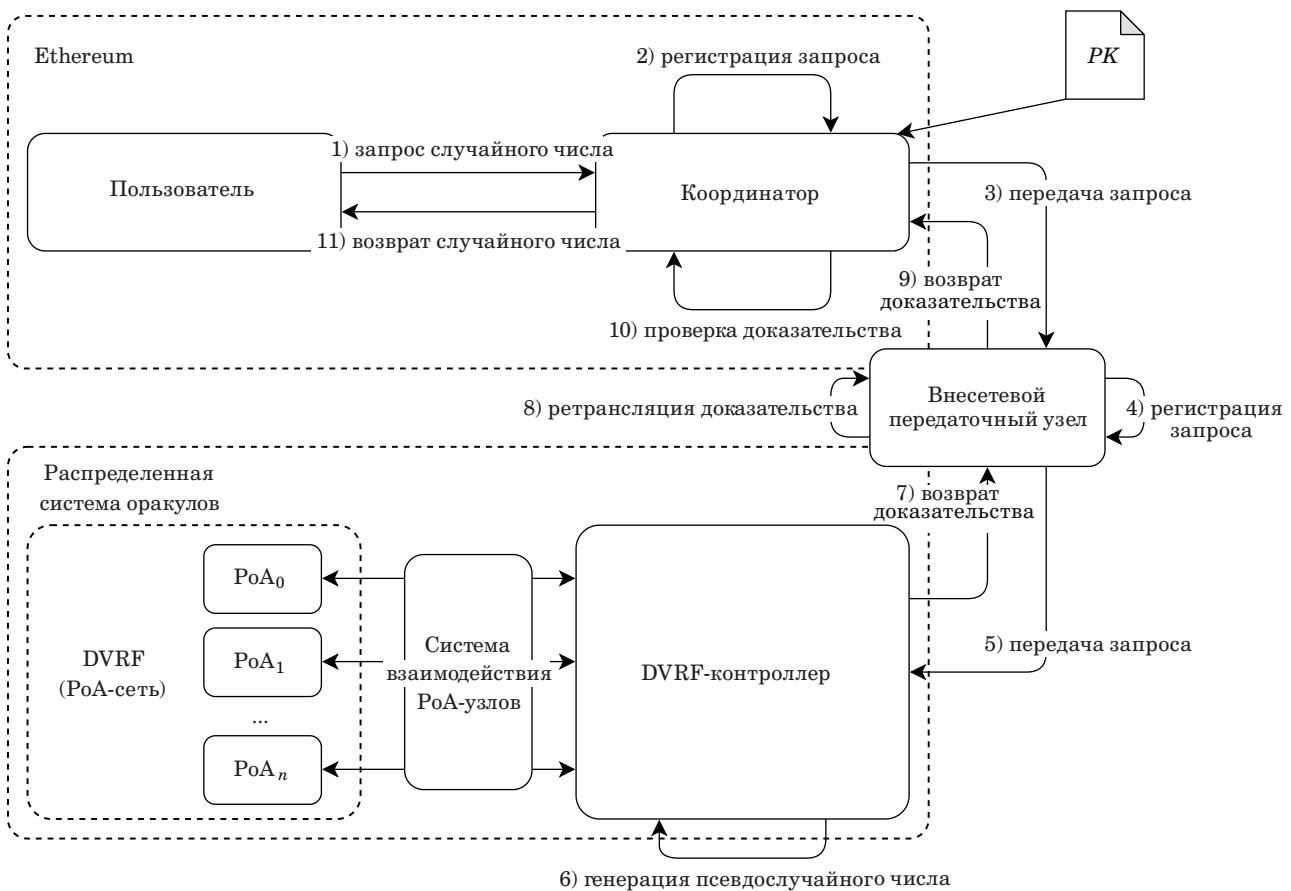 Ethereum
2) регистрация запроса
PK
1) запрос случайного числа
Пользователь
Координатор
3) передача запроса
11) возврат случайного числа
9) возврат
доказательства
10) проверка доказательства
Внесетевой
передаточный узел
8) ретрансляция доказательства
4) регистрация
запроса
Распределенная
система оракулов
7) возврат
доказательства
PoA0
DVRF
(PoA-сеть)
PoA1
...
PoAn
Система
взаимодействия
PoA-узлов
DVRF-контроллер
5) передача запроса
6) генерация псевдослучайного числа